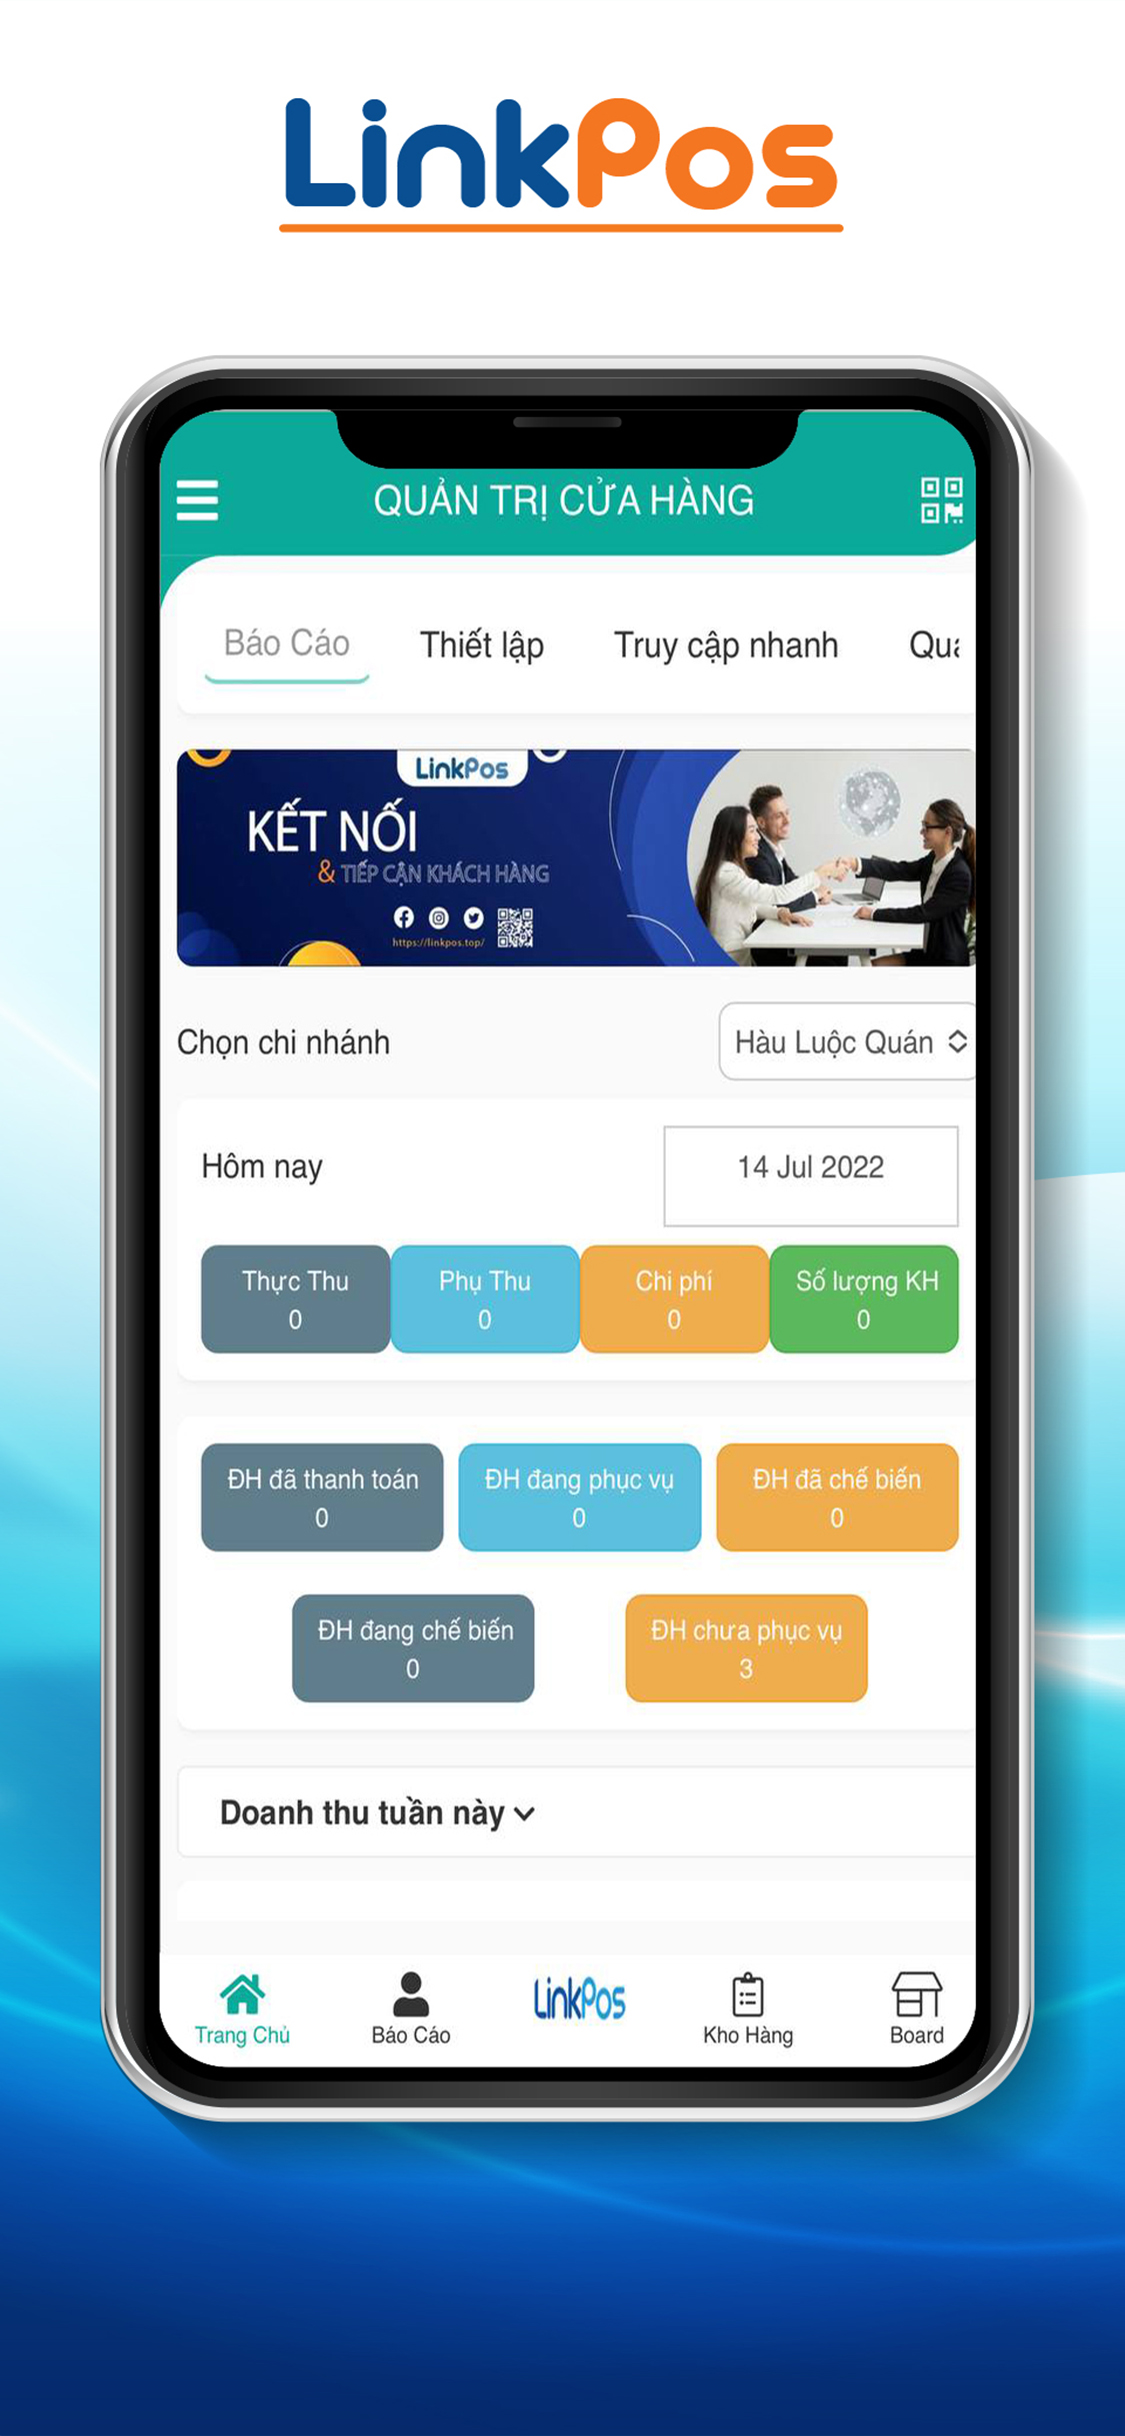 LinkPos
QUẢN TRỊ CỬA HÀNG
Báo Cáo Thiết lập Truy cập nhanh
LinkPos
KẾT NỐI
& TIẾP CẬN KHÁCH HÀNG
https://linkpos.top/
Chọn chi nhánh Hàu Luộc Quán
Hôm nay 14 Jul 2022
Thực Thu Phụ Thu Chi phí Số lượng KH
0 0 0 0
ĐH đã thanh toán ĐH đang phục vụ ĐH đã chế biến
0 0 0
ĐH đang chế biến ĐH chưa phục vụ
0 3
Doanh thu tuần này
LinkPos
Trang Chủ Báo Cáo Kho Hàng Board